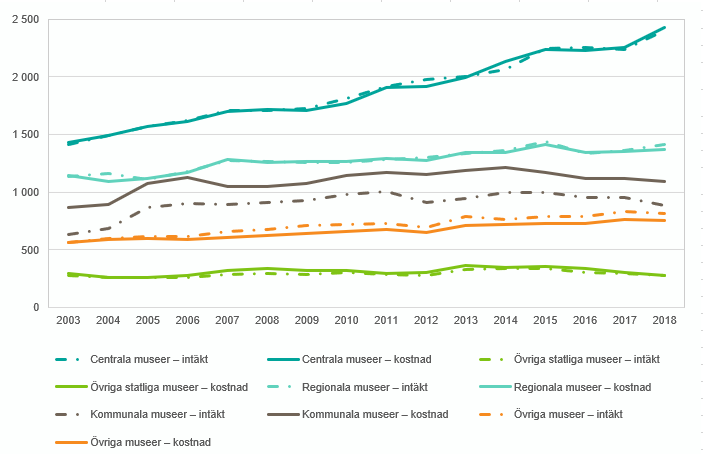 2 500
2 000
1 500
1 000
500
0
2003 2004 2005 2006 2007 2008 2009 2010 2011 2012 2013 2014 2015 2016 2017 2018
Centrala museer – intäkt Centrala museer – kostnad Övriga statliga museer – intäkt
Övriga statliga museer – kostnad Regionala museer – intäkt Regionala museer – kostnad
Kommunala museer – intäkt Kommunala museer – kostnad Övriga museer – intäkt
Övriga museer – kostnad